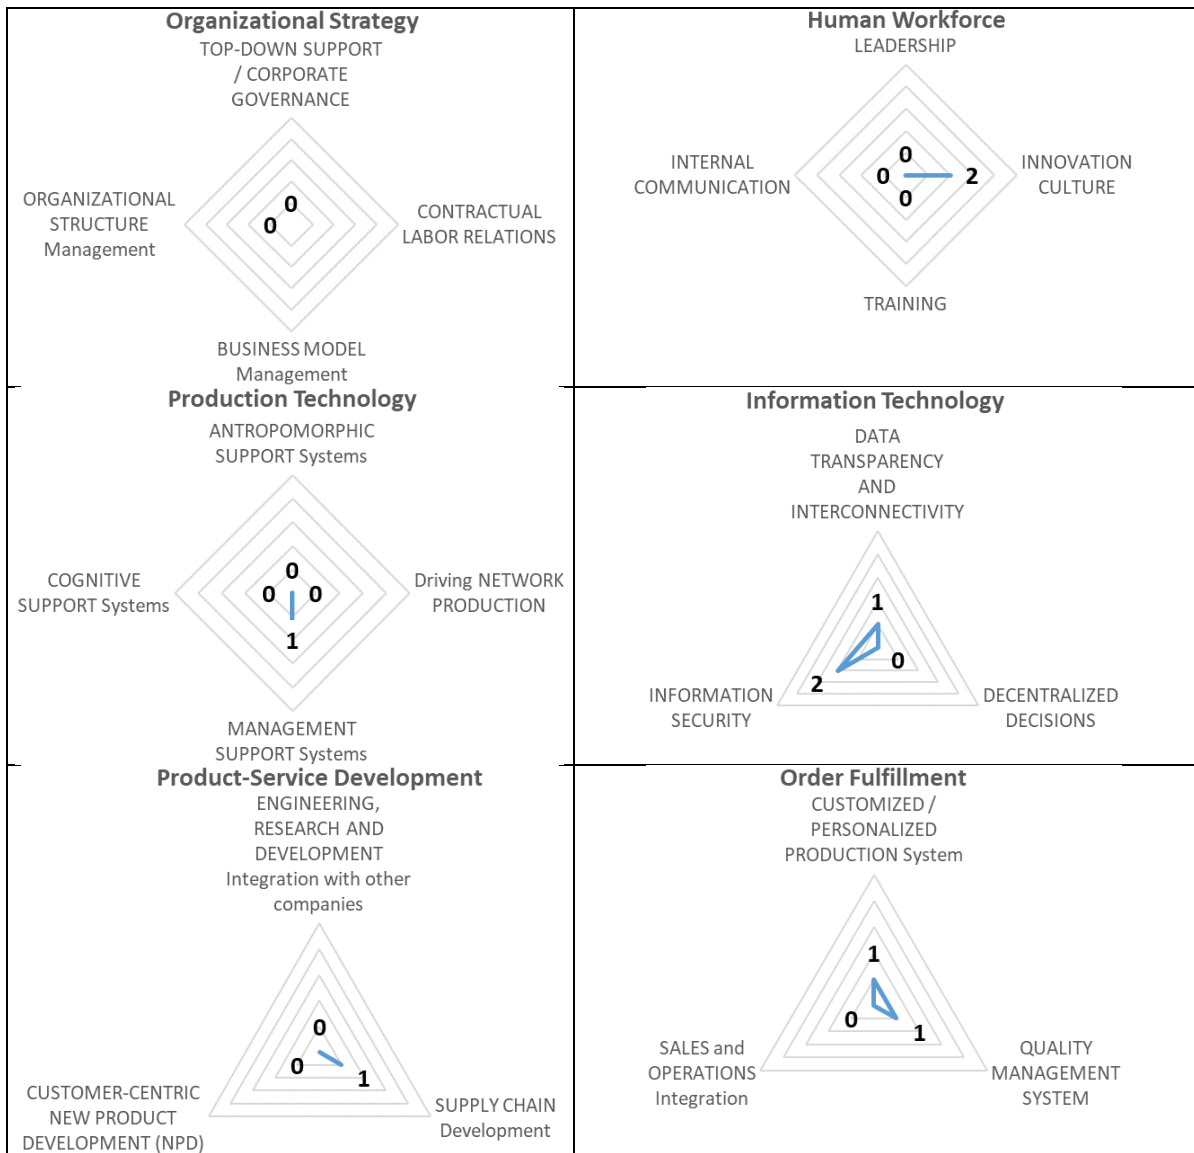 Organizational Strategy
TOP-DOWN SUPPORT
/ CORPORATE
GOVERNANCE
0
0
ORGANIZATIONAL
STRUCTURE
Management
CONTRACTUAL
LABOR RELATIONS
BUSINESS MODEL
Management
Human Workforce
LEADERSHIP
0
INTERNAL
COMMUNICATION
0
2
INNOVATION
CULTURE
0
TRAINING
Production Technology
ANTROPOMORPHIC
SUPPORT Systems
0
COGNITIVE
SUPPORT Systems
0
0
Driving NETWORK
PRODUCTION
1
MANAGEMENT
SUPPORT Systems
Information Technology
DATA
TRANSPARENCY
AND
INTERCONNECTIVITY
1
0
2
INFORMATION
SECURITY
DECENTRALIZED
DECISIONS
Product-Service Development
ENGINEERING,
RESEARCH AND
DEVELOPMENT
Integration with other
companies
0
0
1
CUSTOMER-CENTRIC
NEW PRODUCT
DEVELOPMENT (NPD)
SUPPLY CHAIN
Development
Order Fulfillment
CUSTOMIZED /
PERSONALIZED
PRODUCTION System
1
0
1
SALES and
OPERATIONS
Integration
QUALITY
MANAGEMENT
SYSTEM